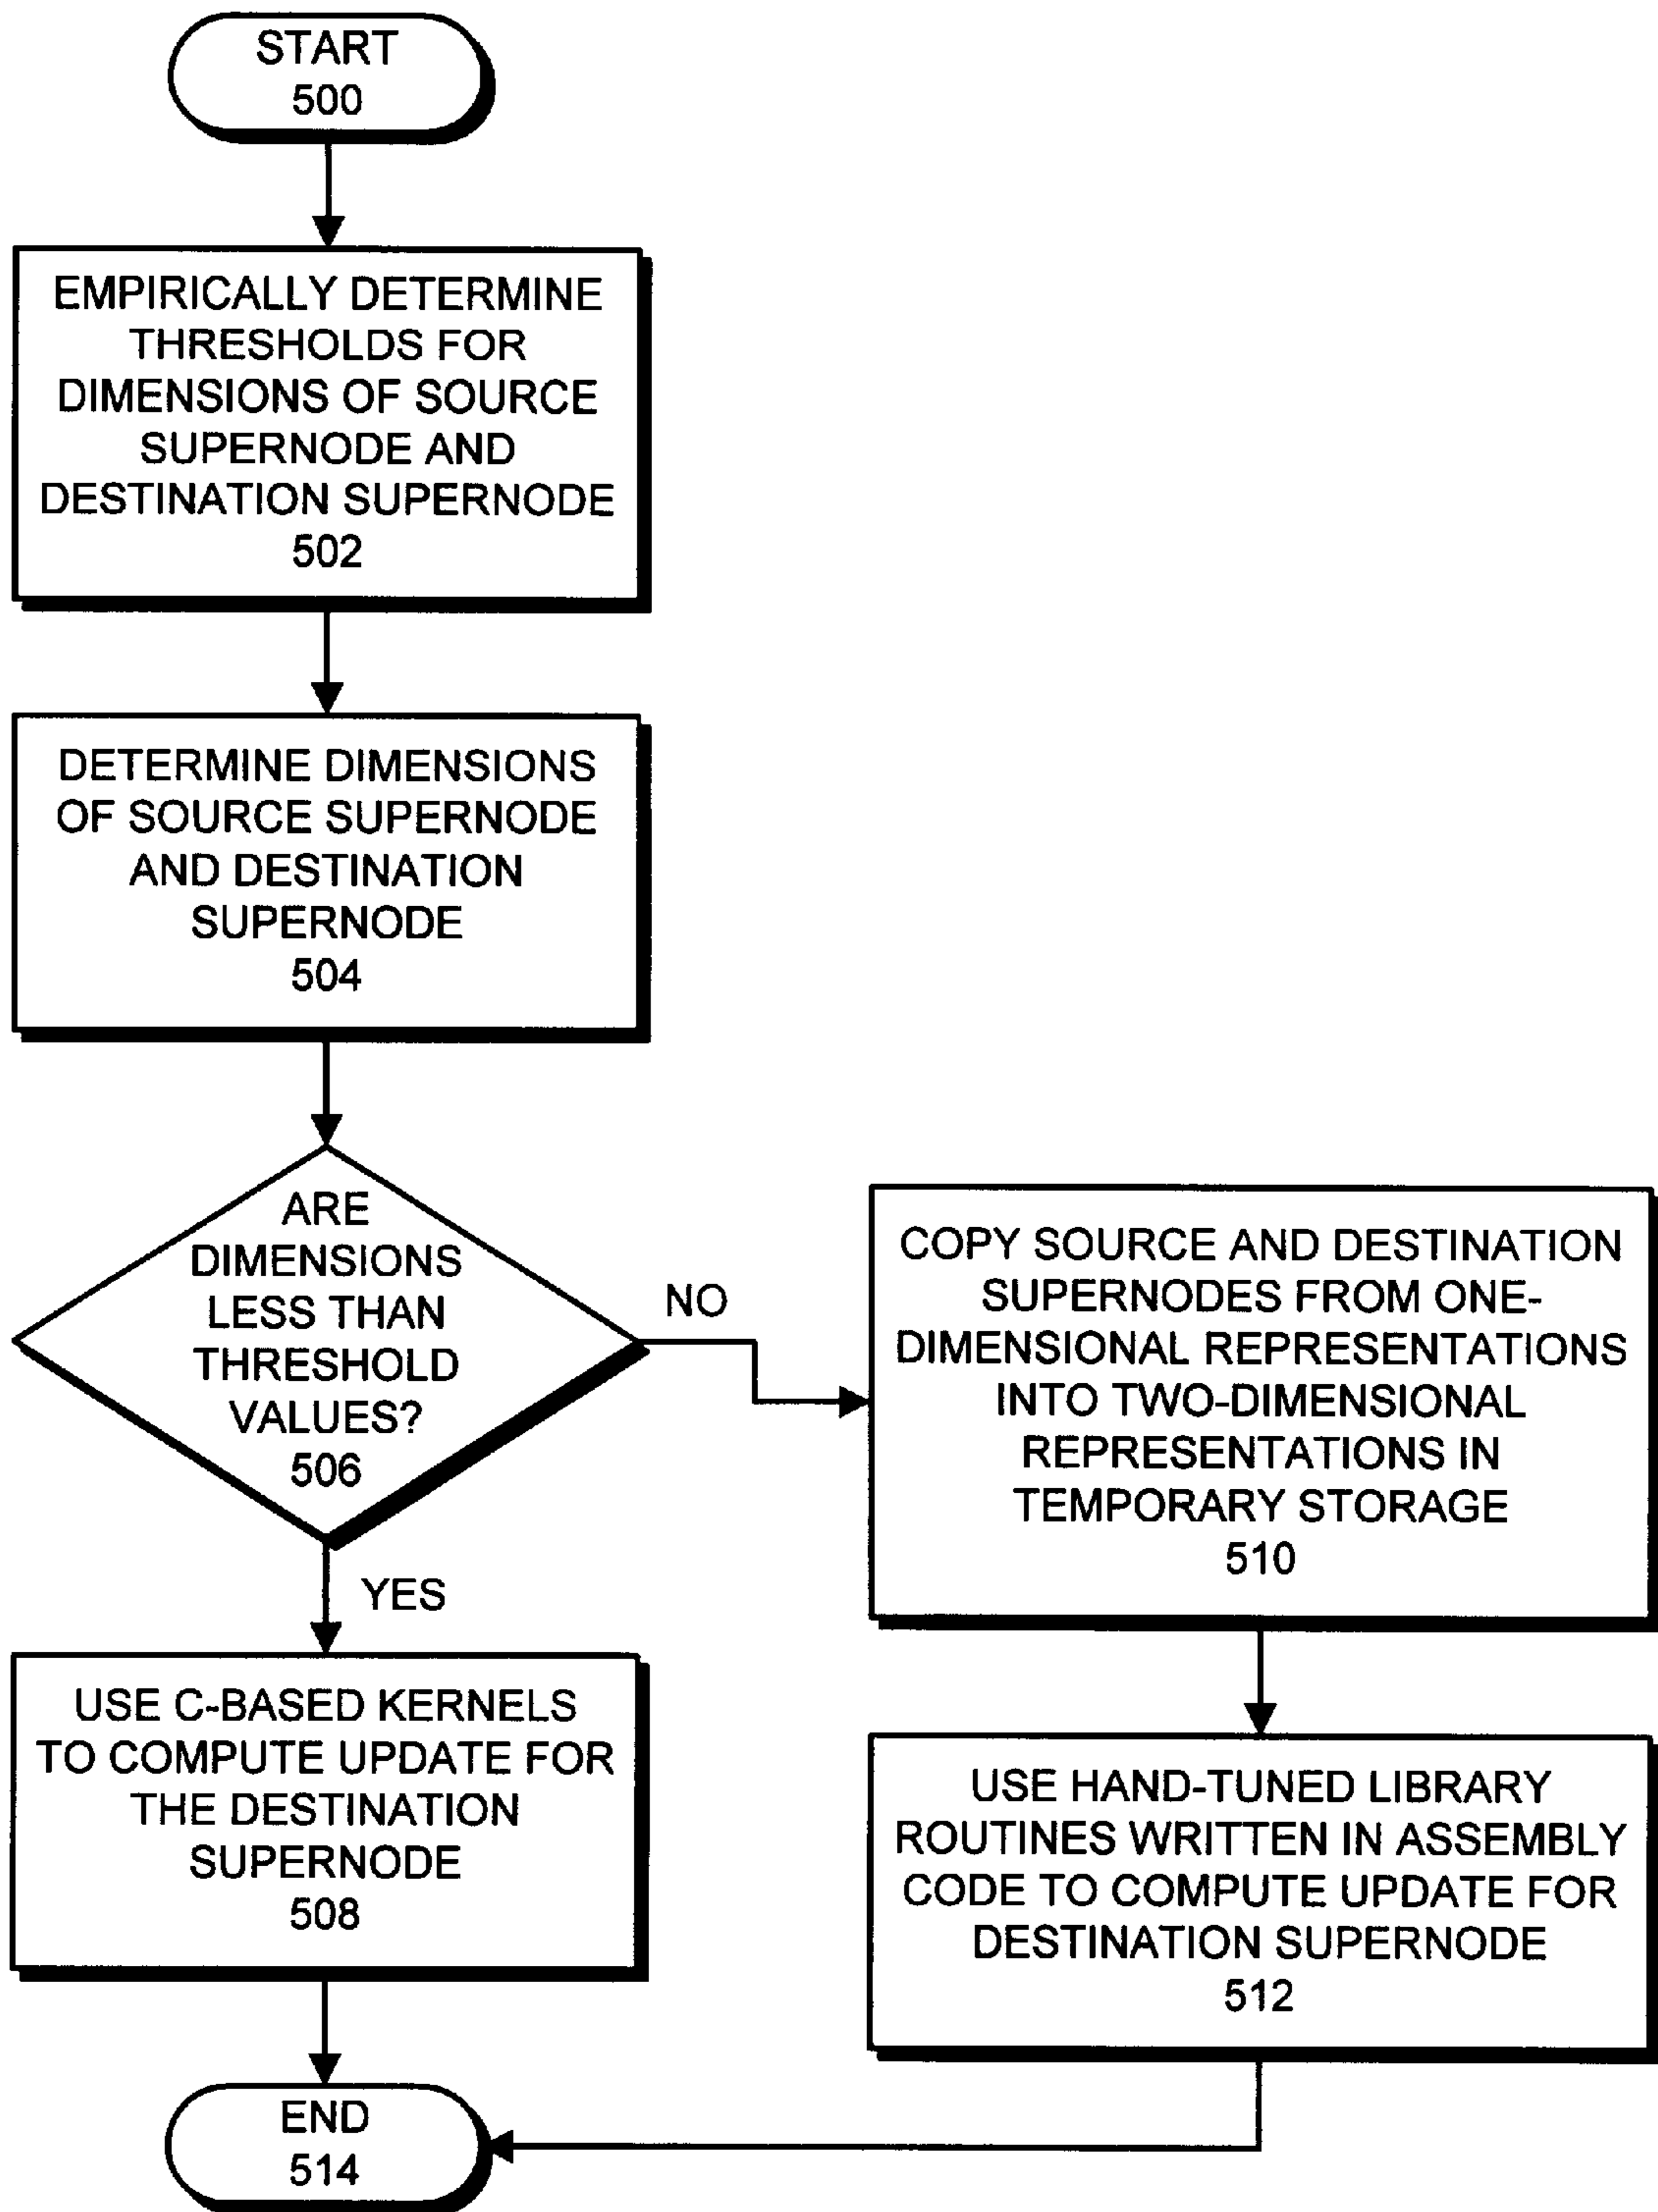 START
500
EMPIRICALLY DETERMINE
THRESHOLDS FOR
DIMENSIONS OF SOURCE
SUPERNODE AND
DESTINATION SUPERNODE
502
DETERMINE DIMENSIONS
OF SOURCE SUPERNODE
AND DESTINATION
SUPERNODE
504
ARE
DIMENSIONS
LESS THAN
THRESHOLD
VALUES?
506
NO
YES
COPY SOURCE AND DESTINATION
SUPERNODES FROM ONE-
DIMENSIONAL REPRESENTATIONS
INTO TWO-DIMENSIONAL
REPRESENTATIONS IN
TEMPORARY STORAGE
510
USE C-BASED KERNELS
TO COMPUTE UPDATE FOR
THE DESTINATION
SUPERNODE
508
USE HAND-TUNED LIBRARY
ROUTINES WRITTEN IN ASSEMBLY
CODE TO COMPUTE UPDATE FOR
DESTINATION SUPERNODE
512
END
514